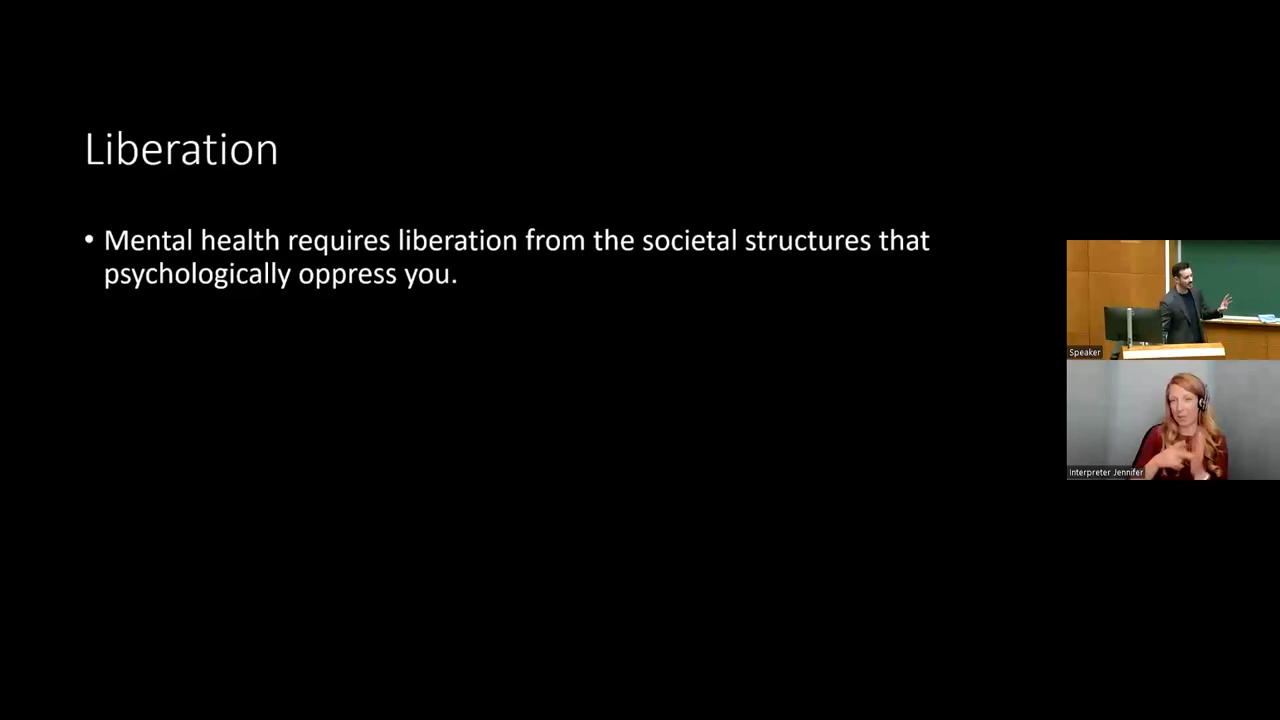 Liberation
• Mental health requires liberation from the societal structures that
psychologically oppress you.
Speaker
Interpreter Jennifer